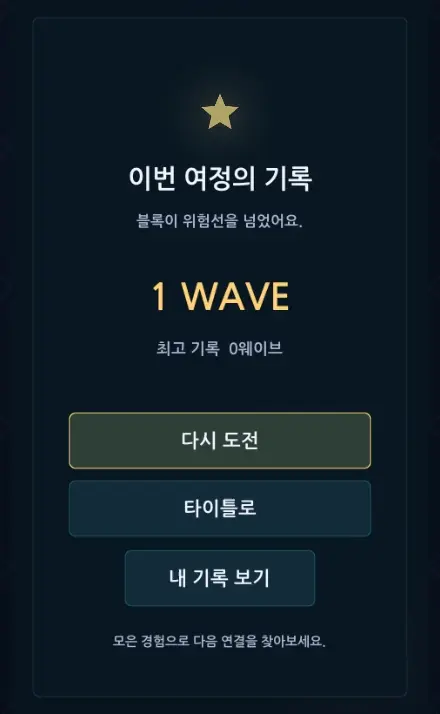 이번 여정의 기록
블록이 위험선을 넘었어요.
1 WAVE
최고 기록 0웨이브
다시 도전
타이틀로
내 기록 보기
모은 경험으로 다음 연결을 찾아보세요.